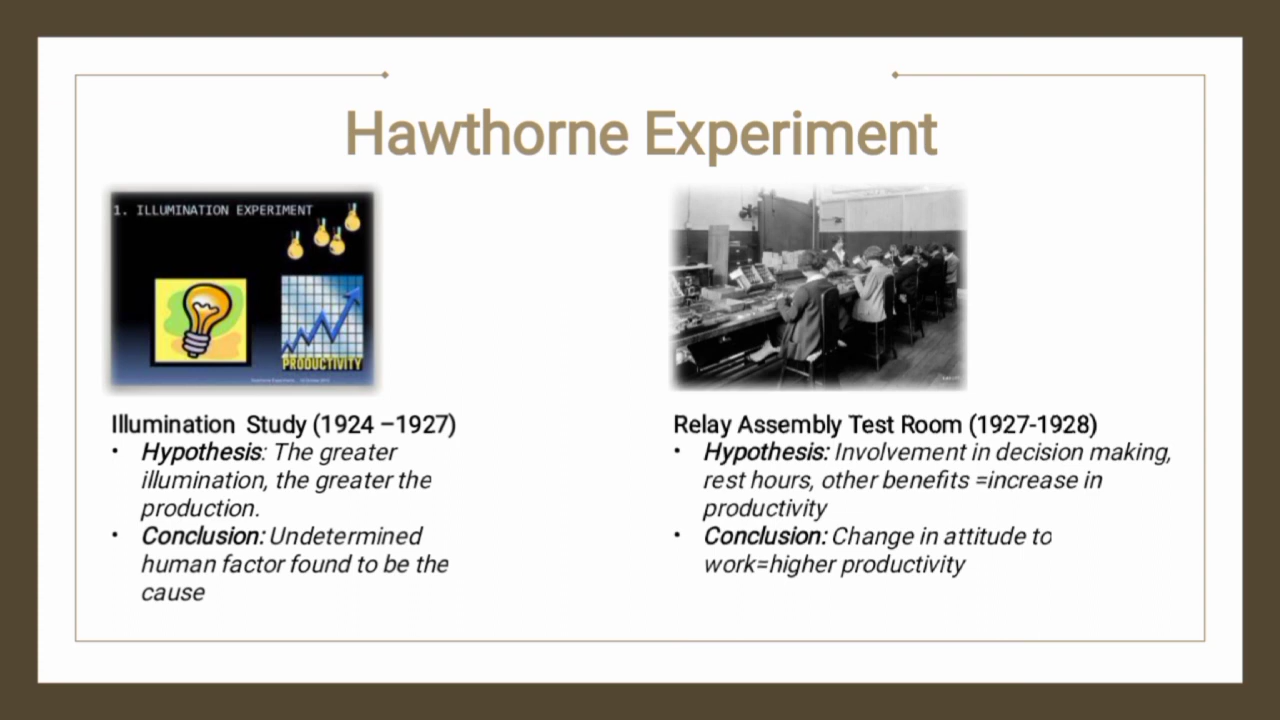 Hawthorne Experiment
1. ILLUMINATION EXPERIMENT
PRODUCTIVITY
Illumination Study (1924 –1927)
• Hypothesis: The greater
illumination, the greater the
production.
• Conclusion: Undetermined
human factor found to be the
cause
Relay Assembly Test Room (1927-1928)
• Hypothesis: Involvement in decision making,
rest hours, other benefits =increase in
productivity
• Conclusion: Change in attitude to
work=higher productivity